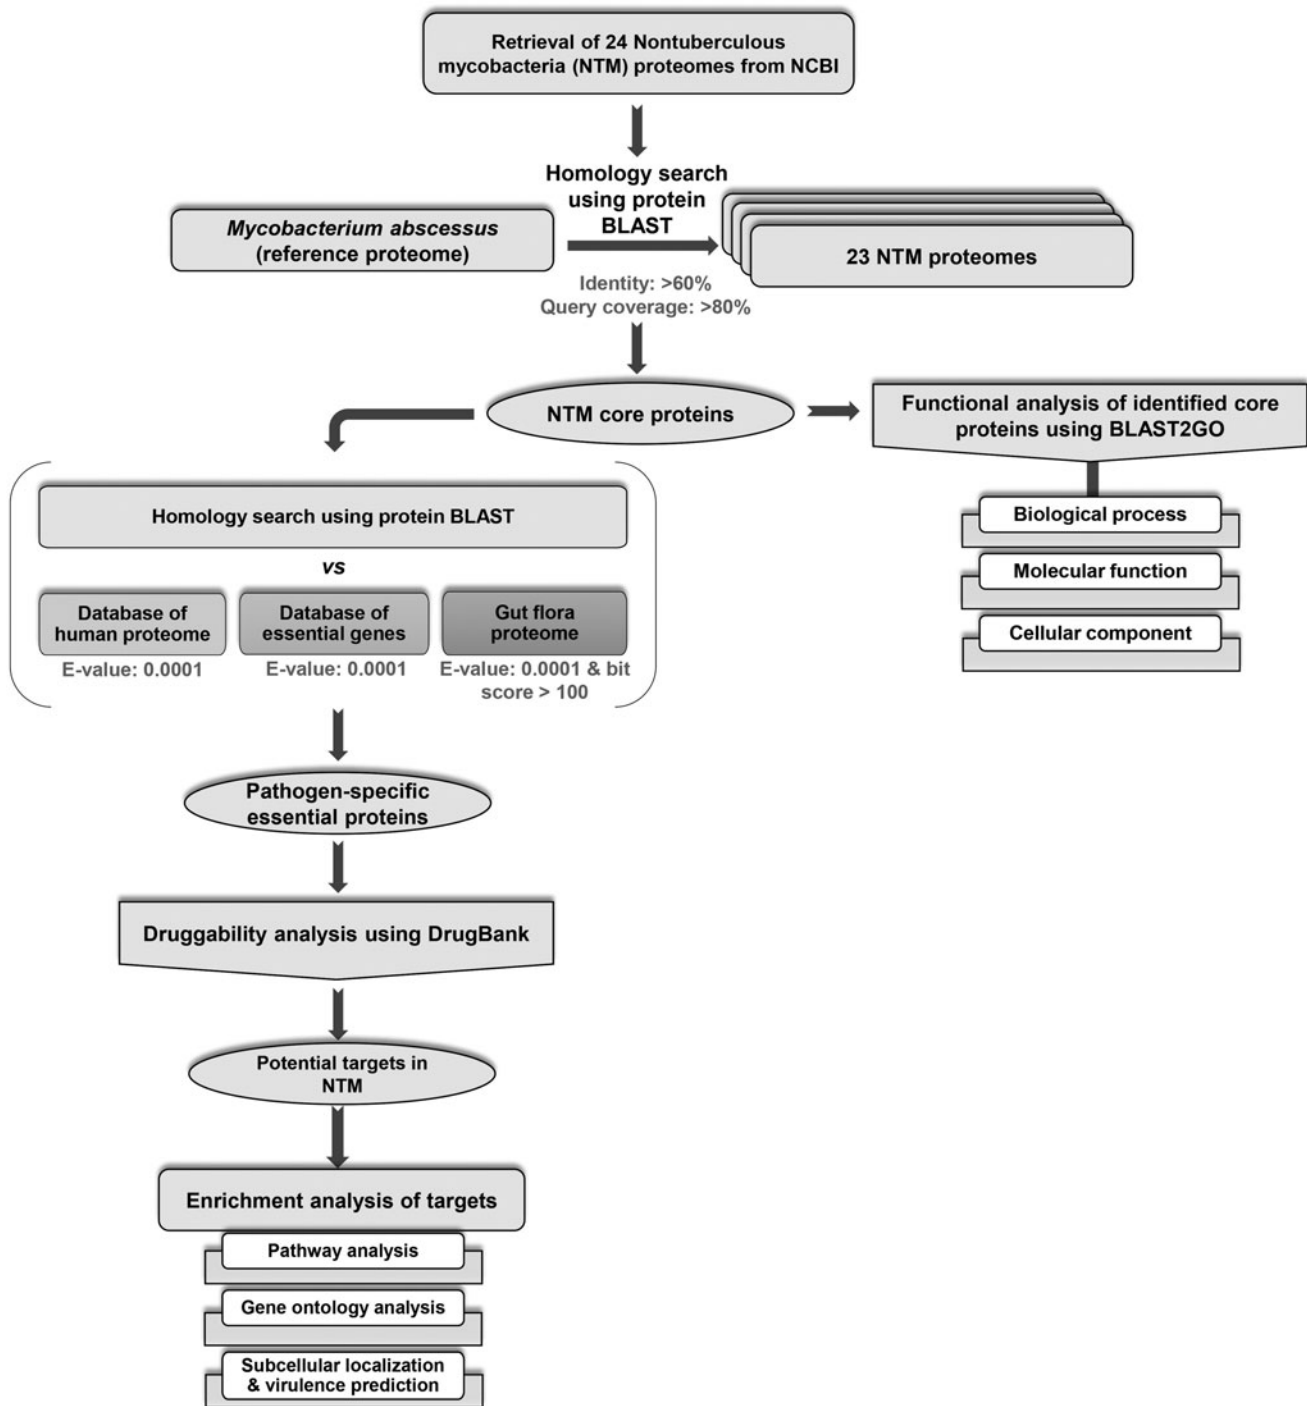 Retrieval of 24 Nontuberculous
mycobacteria (NTM) proteomes from NCBI
Homology search
using protein
BLAST
Mycobacterium abscessus
(reference proteome)
23 NTM proteomes
Identity: >60%
Query coverage: >80%
NTM core proteins
Functional analysis of identified core
proteins using BLAST2GO
Biological process
Molecular function
Cellular component
Homology search using protein BLAST
vs
Database of
human proteome
E-value: 0.0001
Database of
essential genes
E-value: 0.0001
Gut flora
proteome
E-value: 0.0001 & bit
score > 100
Pathogen-specific
essential proteins
Druggability analysis using DrugBank
Potential targets in
NTM
Enrichment analysis of targets
Pathway analysis
Gene ontology analysis
Subcellular localization
& virulence prediction